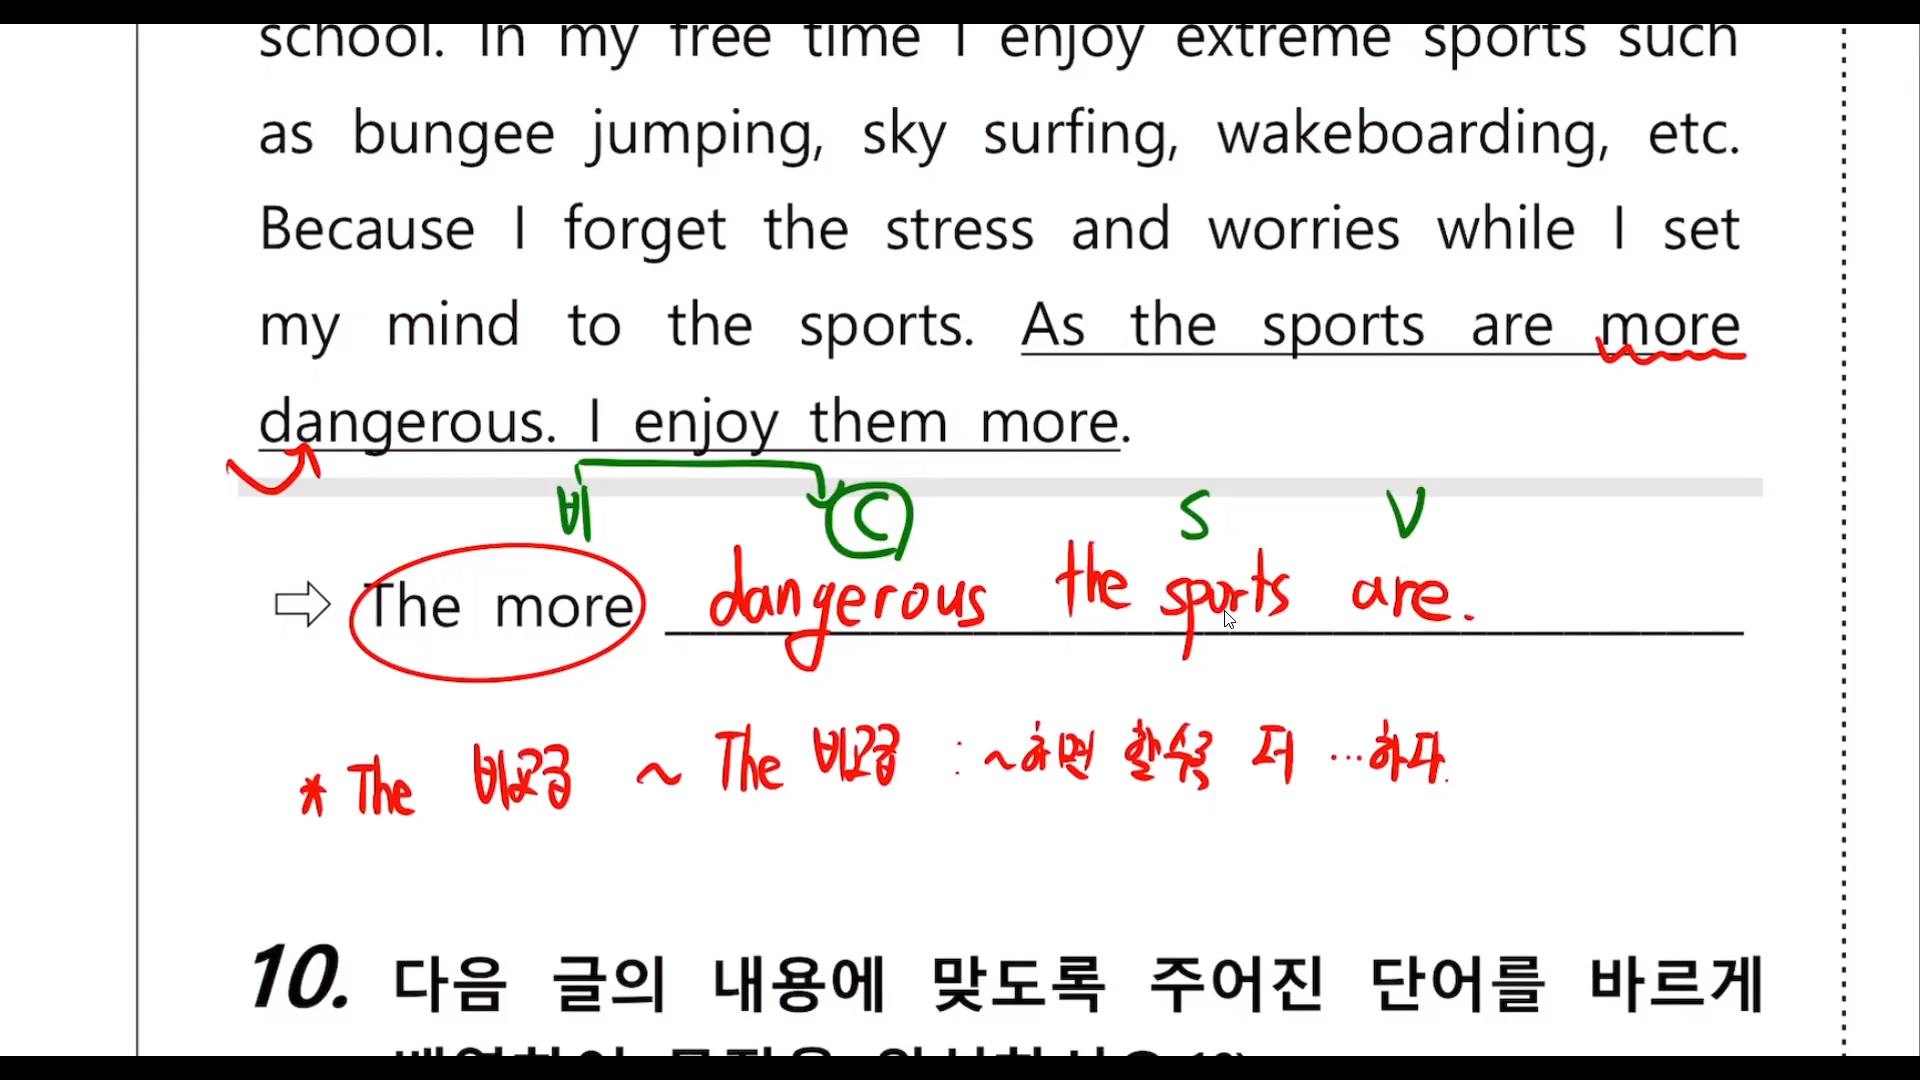 school. In my free time I enjoy extreme sports such
as bungee jumping, sky surfing, wakeboarding, etc.
Because I forget the stress and worries while I set
my mind to the sports. As the sports are more
dangerous. I enjoy them more.
비 C S V
⇨ The more dangerous the sports are.
* The 비교급 ~ The 비교급 : ~하면 할수록 더 …하다.
10. 다음 글의 내용에 맞도록 주어진 단어를 바르게